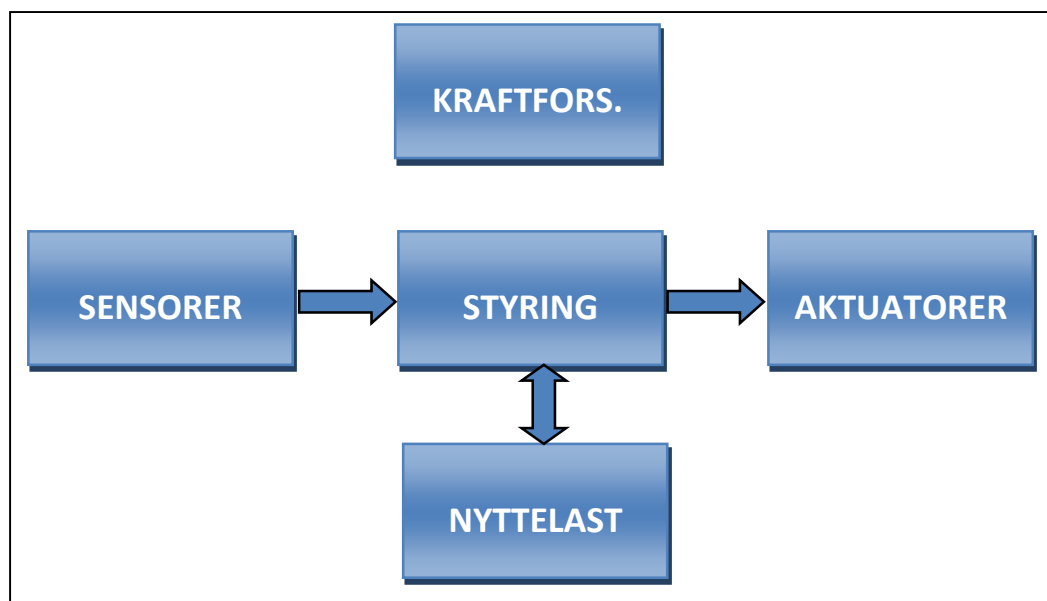 KRAFTFORS.
SENSORER
STYRING
AKTUATORER
NYTTELAST